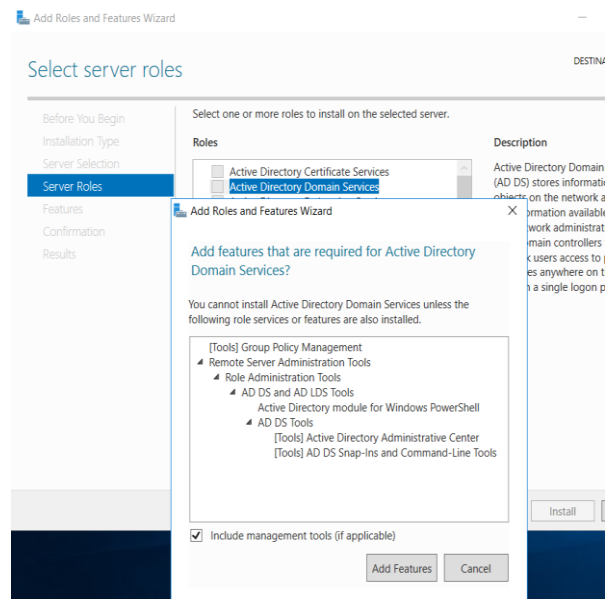 Add Roles and Features Wizard
Select server roles
DESTINA
Before You Begin
Installation Type
Server Selection
Server Roles
Features
Confirmation
Results
Select one or more roles to install on the selected server.
Roles
Active Directory Certificate Services
Active Directory Domain Services
Description
Active Directory Domain
(AD DS) stores informati
objects on the network a
ormation available
work administrat
main controllers
k users access to p
es anywhere on t
a single logon p
Add Roles and Features Wizard
Add features that are required for Active Directory
Domain Services?
You cannot install Active Directory Domain Services unless the
following role services or features are also installed.
[Tools] Group Policy Management
Remote Server Administration Tools
Role Administration Tools
AD DS and AD LDS Tools
Active Directory module for Windows PowerShell
AD DS Tools
[Tools] Active Directory Administrative Center
[Tools] AD DS Snap-Ins and Command-Line Tools
Include management tools (if applicable)
Add Features
Cancel
Install